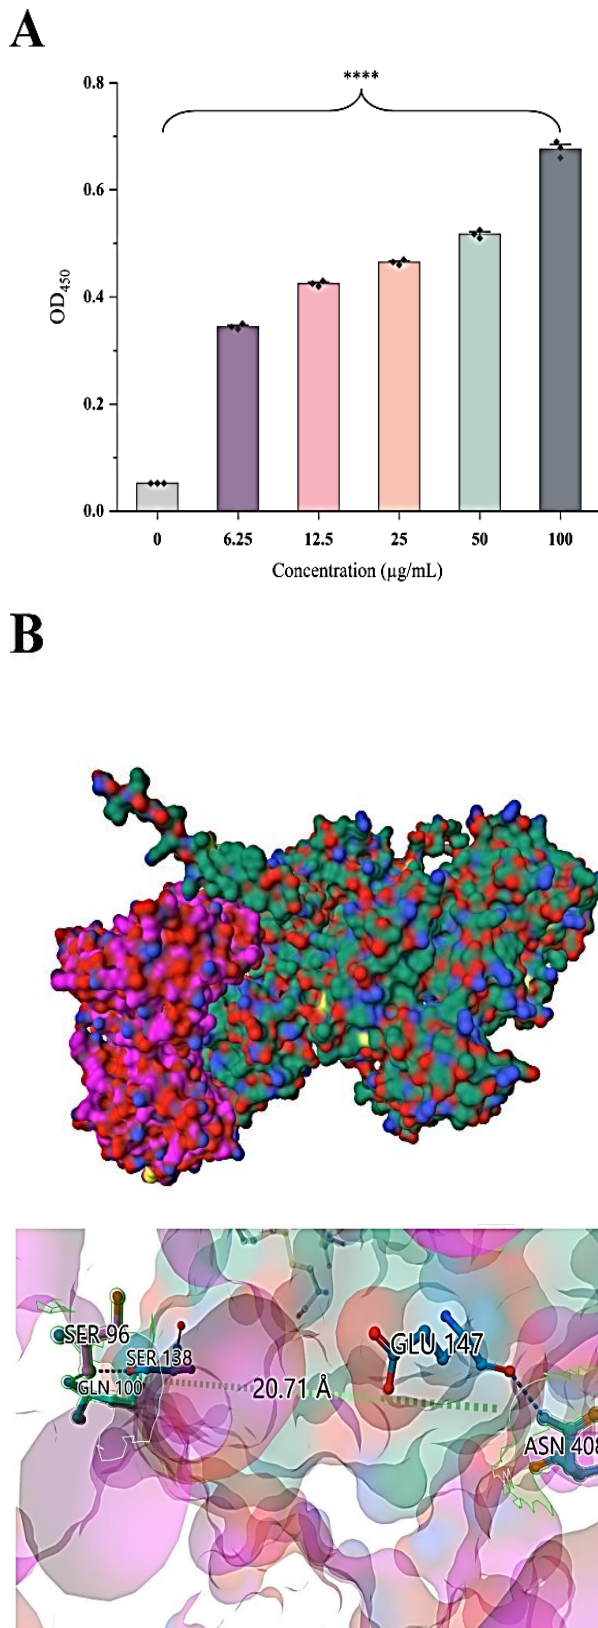 A
****
0.8
0.6
0.4
0.2
0.0
OD450
0 6.25 12.5 25 50 100
Concentration (µg/mL)
B
SER 96
SER 138
GLN 100
20.71 Å
GLU 147
ASN 408